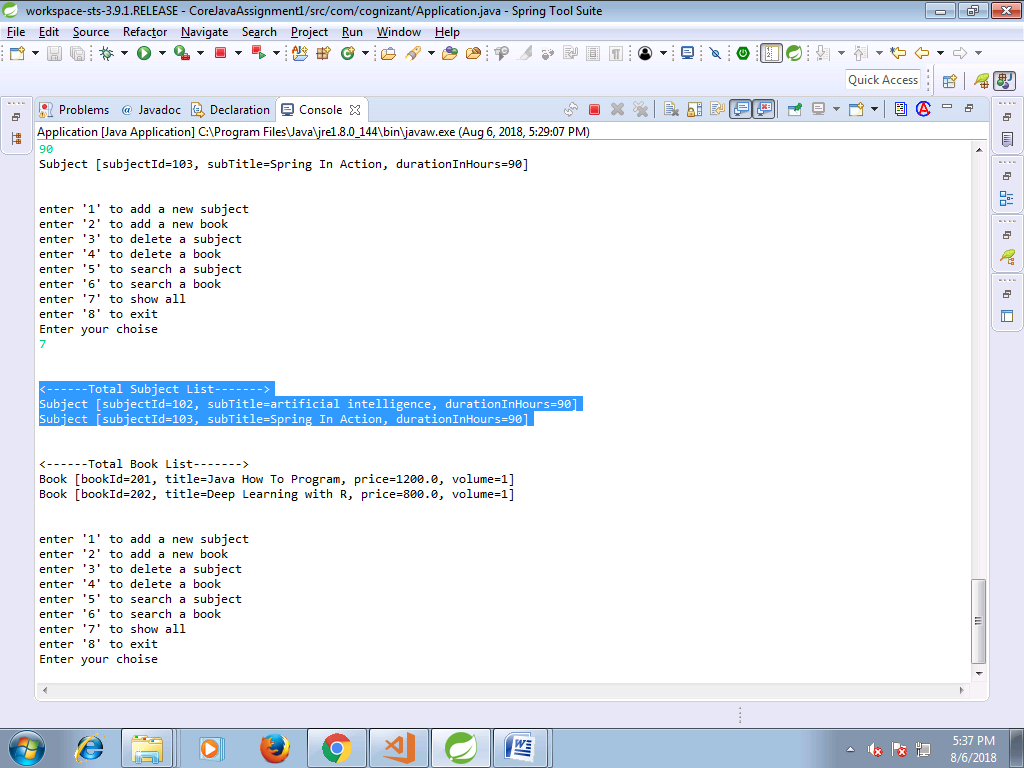 workspace-sts-3.9.1.RELEASE - CoreJavaAssignment1/src/com/cognizant/Application.java - Spring Tool Suite
File Edit Source Refactor Navigate Search Project Run Window Help
Quick Access
Problems @ Javadoc Declaration Console
Application [Java Application] C:\Program Files\Java\jre1.8.0_144\bin\javaw.exe (Aug 6, 2018, 5:29:07 PM)
90
Subject [subjectId=103, subTitle=Spring In Action, durationInHours=90]
enter '1' to add a new subject
enter '2' to add a new book
enter '3' to delete a subject
enter '4' to delete a book
enter '5' to search a subject
enter '6' to search a book
enter '7' to show all
enter '8' to exit
Enter your choise
7
<------Total Subject List------->
Subject [subjectId=102, subTitle=artificial intelligence, durationInHours=90]
Subject [subjectId=103, subTitle=Spring In Action, durationInHours=90]
<------Total Book List------->
Book [bookId=201, title=Java How To Program, price=1200.0, volume=1]
Book [bookId=202, title=Deep Learning with R, price=800.0, volume=1]
enter '1' to add a new subject
enter '2' to add a new book
enter '3' to delete a subject
enter '4' to delete a book
enter '5' to search a subject
enter '6' to search a book
enter '7' to show all
enter '8' to exit
Enter your choise
5:37 PM
8/6/2018